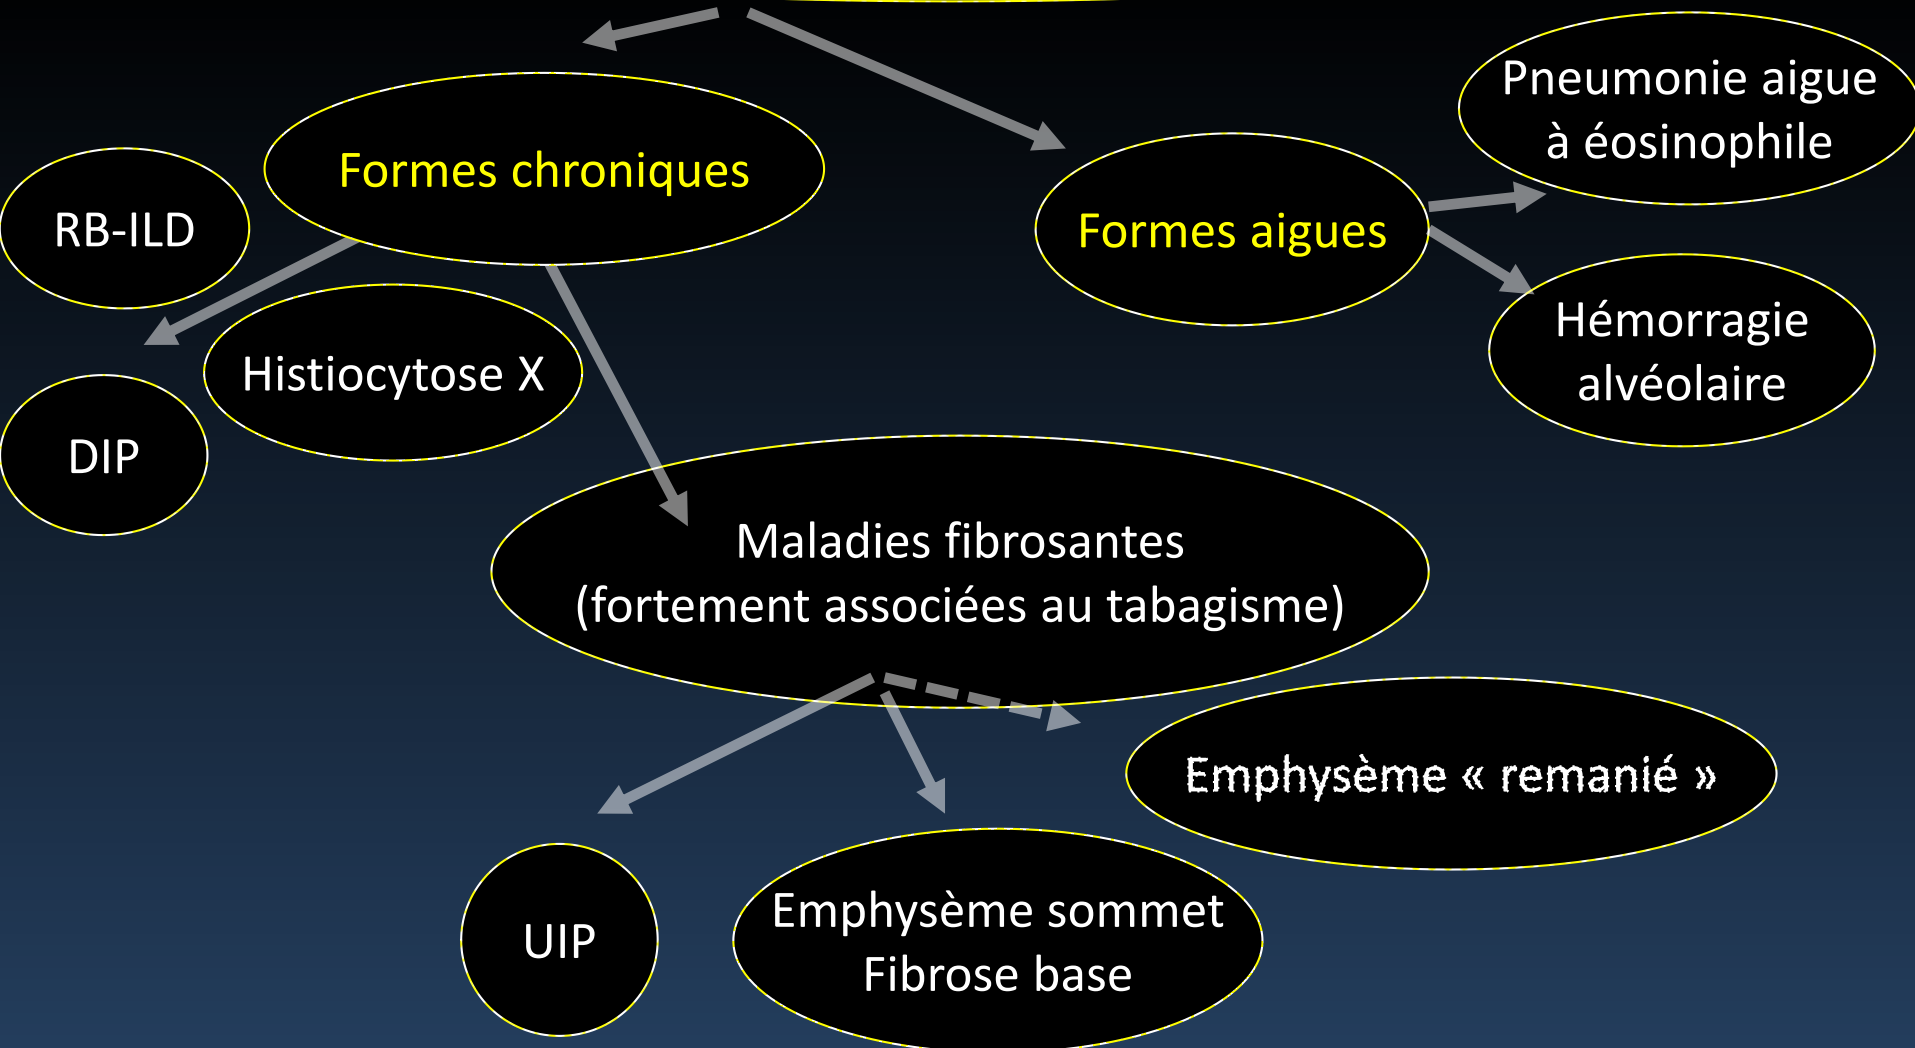 Pneumonie aigue
à éosinophile
Formes chroniques
RB-ILD
Formes aigues
Hémorragie
alvéolaire
Histiocytose X
DIP
Maladies fibrosantes
(fortement associées au tabagisme)
Emphysème « remanié »
Emphysème sommet
Fibrose base
UIP